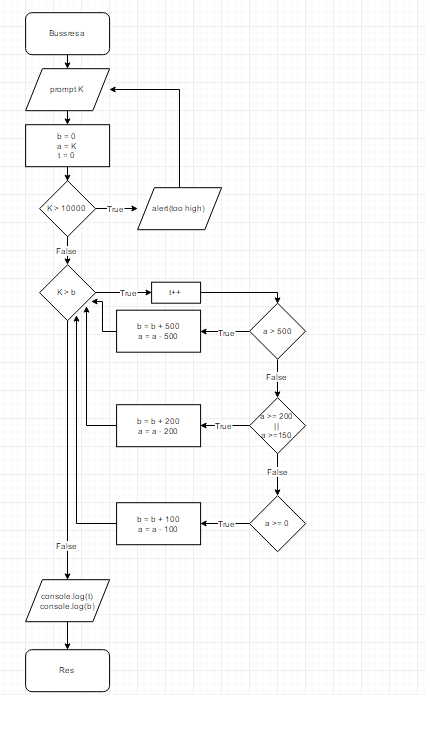 Bussresa
prompt K
b = 0
a = K
t = 0
K > 10000
True
alert(too high)
False
K > b
True
t++
b = b + 500
a = a - 500
True
a > 500
False
b = b + 200
a = a - 200
True
a >= 200
||
a >=150
False
b = b + 100
a = a - 100
True
a >= 0
False
console.log(t)
console.log(b)
Res